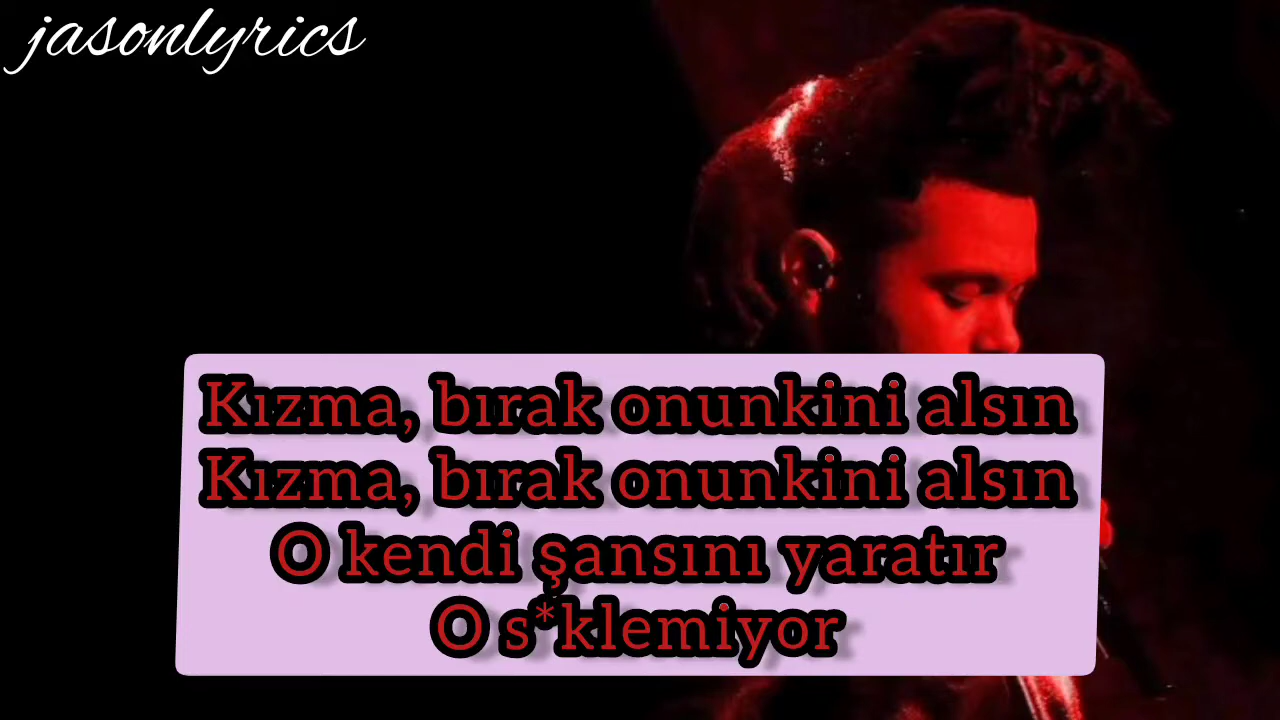 jasonlyrics
Kızma, bırak onunkini alsın
Kızma, bırak onunkini alsın
O kendi şansını yaratır
O s*klemiyor